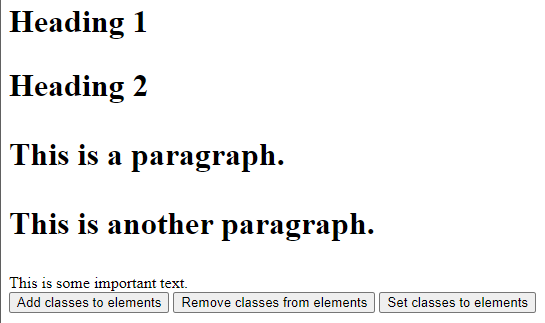 Heading 1
Heading 2
This is a paragraph.
This is another paragraph.
This is some important text.
Add classes to elements Remove classes from elements Set classes to elements